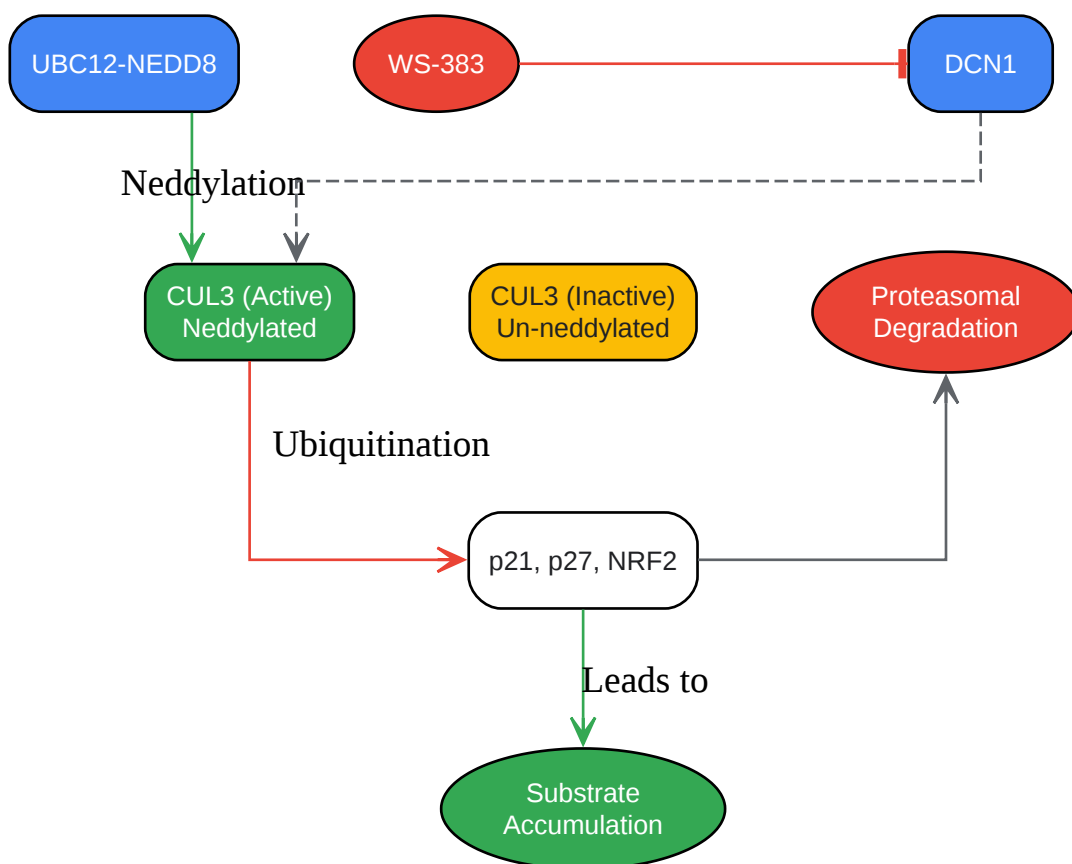 UBC12-NEDD8
WS-383
DCN1
Neddylation
CUL3 (Active)
Neddylated
CUL3 (Inactive)
Un-neddylated
Proteasomal
Degradation
Ubiquitination
p21, p27, NRF2
Leads to
Substrate
Accumulation